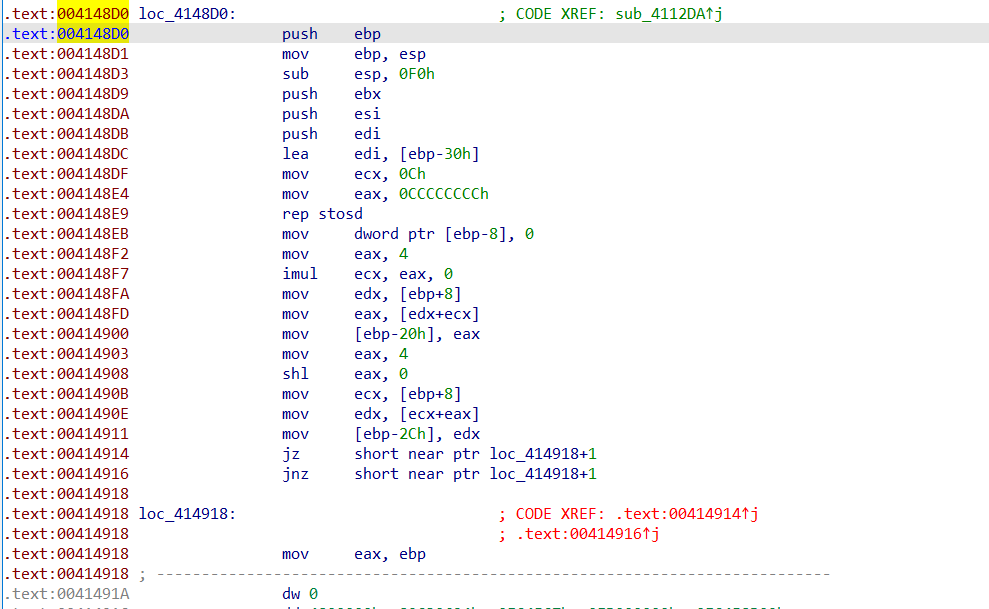 .text:004148D0 loc_4148D0: ; CODE XREF: sub_4112DA↑j
.text:004148D0 push ebp
.text:004148D1 mov ebp, esp
.text:004148D3 sub esp, 0F0h
.text:004148D9 push ebx
.text:004148DA push esi
.text:004148DB push edi
.text:004148DC lea edi, [ebp-30h]
.text:004148DF mov ecx, 0Ch
.text:004148E4 mov eax, 0CCCCCCCCh
.text:004148E9 rep stosd
.text:004148EB mov dword ptr [ebp-8], 0
.text:004148F2 mov eax, 4
.text:004148F7 imul ecx, eax, 0
.text:004148FA mov edx, [ebp+8]
.text:004148FD mov eax, [edx+ecx]
.text:00414900 mov [ebp-20h], eax
.text:00414903 mov eax, 4
.text:00414908 shl eax, 0
.text:0041490B mov ecx, [ebp+8]
.text:0041490E mov edx, [ecx+eax]
.text:00414911 mov [ebp-2Ch], edx
.text:00414914 jz short near ptr loc_414918+1
.text:00414916 jnz short near ptr loc_414918+1
.text:00414918
.text:00414918 loc_414918: ; CODE XREF: .text:00414914↑j
.text:00414918 ; .text:00414916↑j
.text:00414918 mov eax, ebp
.text:00414918 ; ---------------------------------------------------------------------------
.text:0041491A dw 0